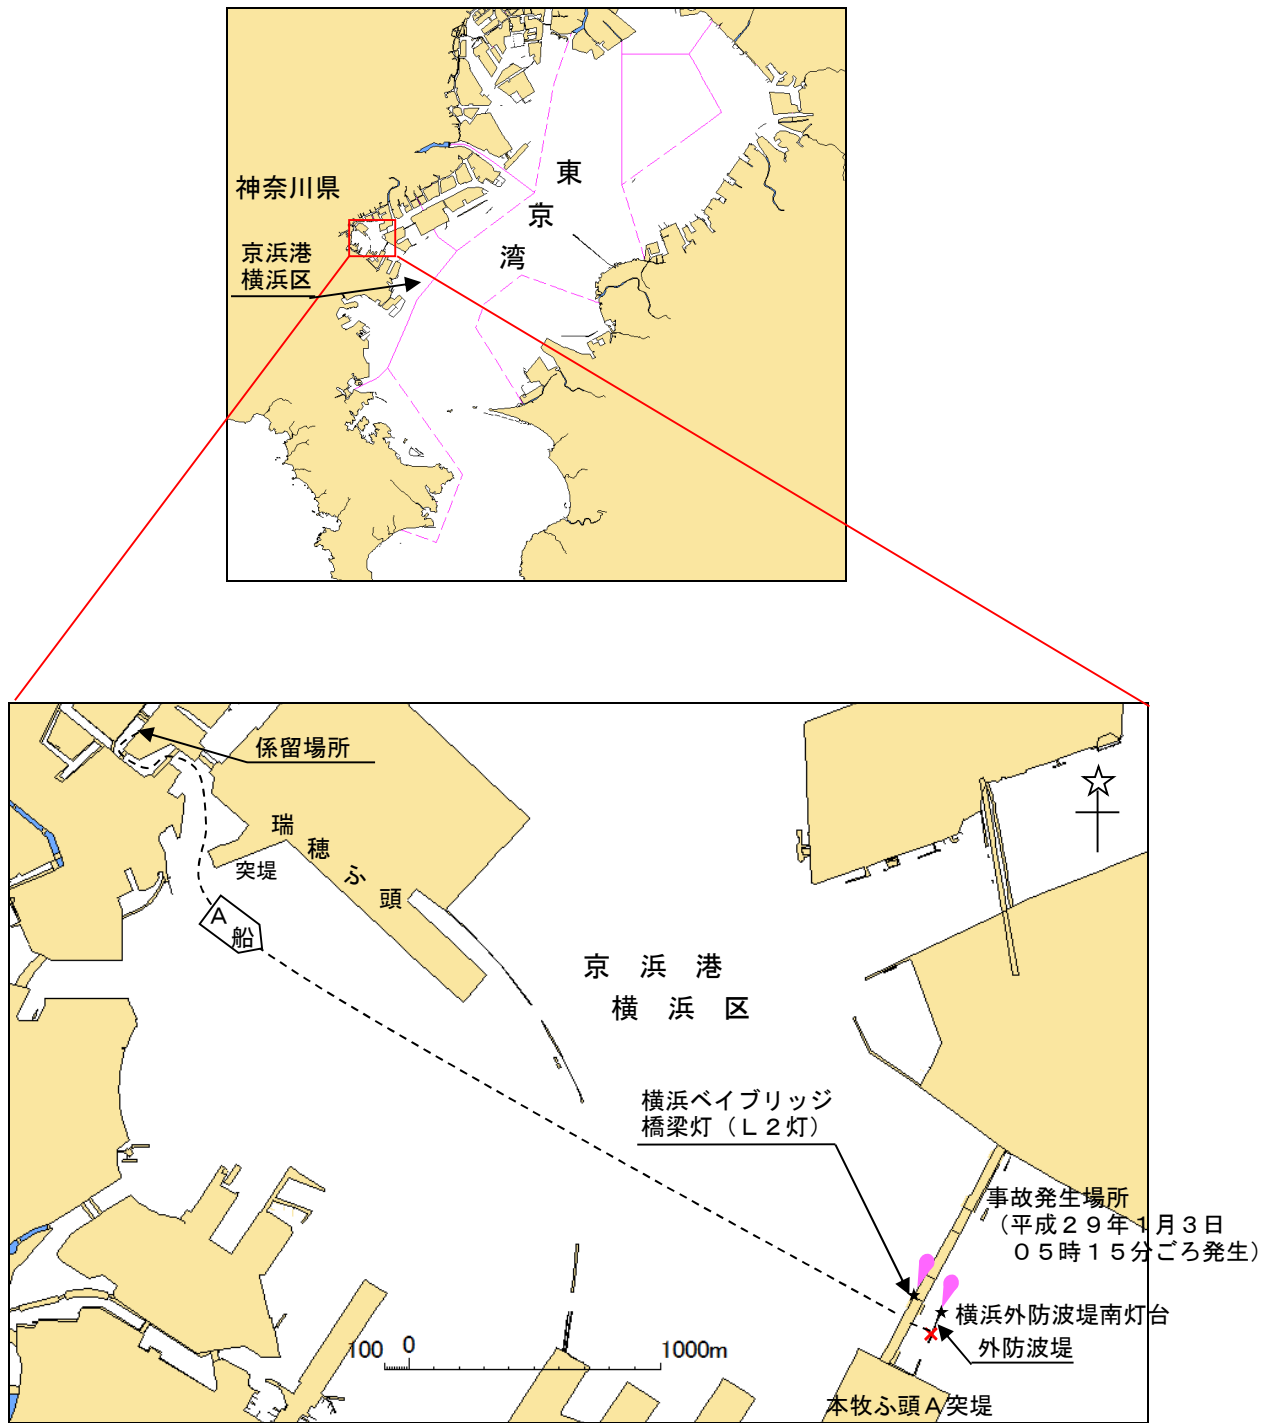 神奈川県
東
京
湾
京浜港
横浜区
係留場所
瑞
穂
ふ
頭
突堤
A
船
京浜港
横浜区
横浜ベイブリッジ
橋梁灯(L2灯)
事故発生場所
(平成29年1月3日
05時15分ごろ発生)
横浜外防波堤南灯台
外防波堤
100 0 1000m
本牧ふ頭A突堤